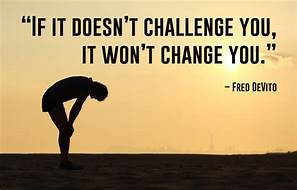 “If it doesn’t challenge you,
it won’t change you.”
– Fred DeVito